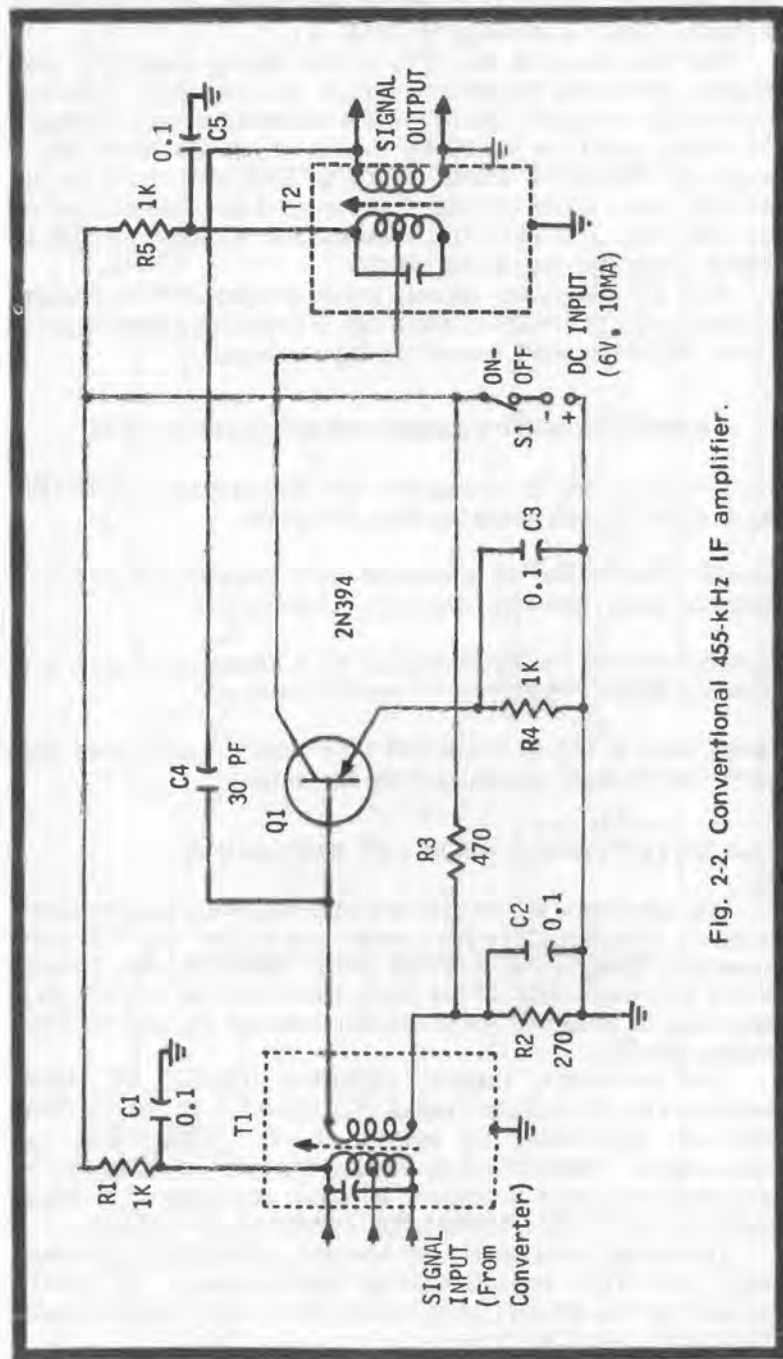 R1
1K
C1
0.1
T1
SIGNAL
INPUT
(From
Converter)
C4
30 PF
Q1
2N394
R3
470
R2
270
C2
0.1
R4
1K
C3
0.1
R5
1K
0.1
C5
T2
SIGNAL
OUTPUT
S1
ON
OFF
-
+
DC INPUT
(6V, 10MA)
Fig. 2-2. Conventional 455-kHz IF amplifier.